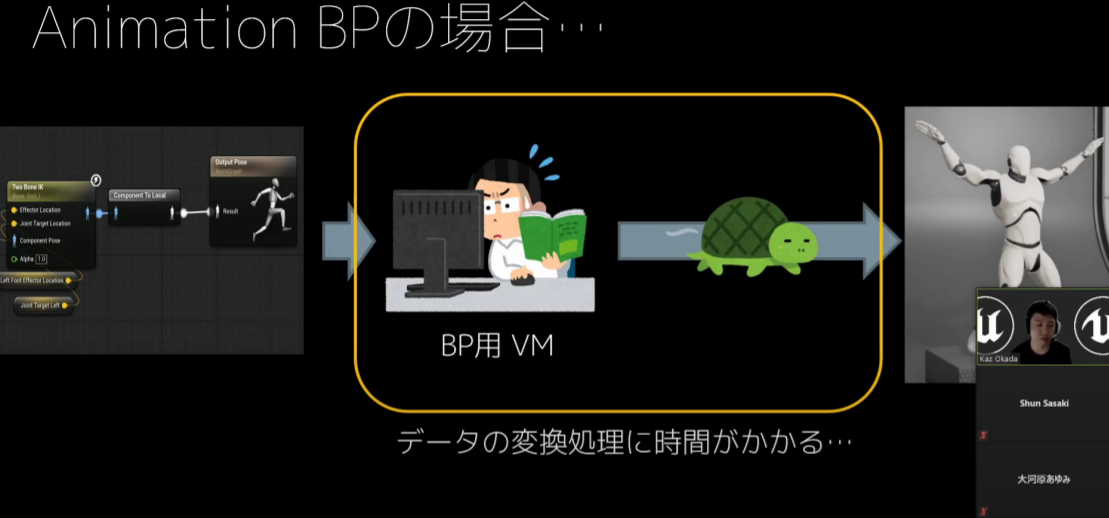 Animation BPの場合…
Two Bone IK
Effector Location
Joint Target Location
Component Pose
Alpha 1.0
Left Foot Effector Location
Joint Target Left
Component To Local
Output Pose
AnimGraph
Result
BP用 VM
データの変換処理に時間がかかる…
Kaz Okada
Shun Sasaki
大河原あゆみ